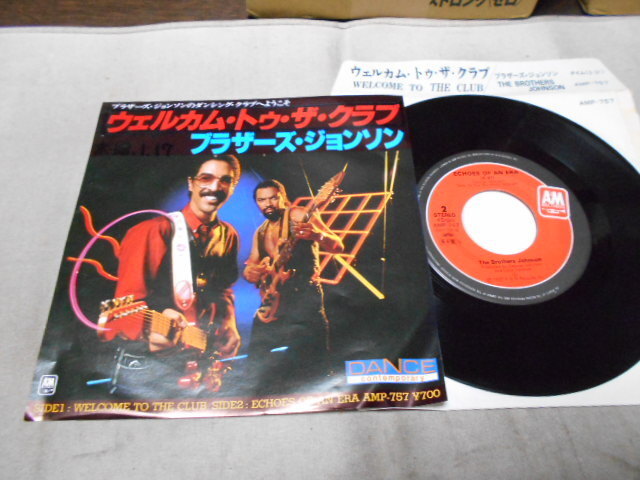 ストロング(ゼロ)
ブラザーズ・ジョンソンのダンシング・クラブへようこそ
ウェルカム・トゥ・ザ・クラブ
ブラザーズ・ジョンソン
DANCE
contemporary
A&M
SIDE1: WELCOME TO THE CLUB SIDE2: ECHOES OF AN ERA AMP-757 ¥700
ウェルカム・トゥ・ザ・クラブ
ブラザーズ・ジョンソン
WELCOME TO THE CLUB
THE BROTHERS JOHNSON
AMP-757
ECHOES OF AN ERA
A&M
2
STEREO
The Brothers Johnson